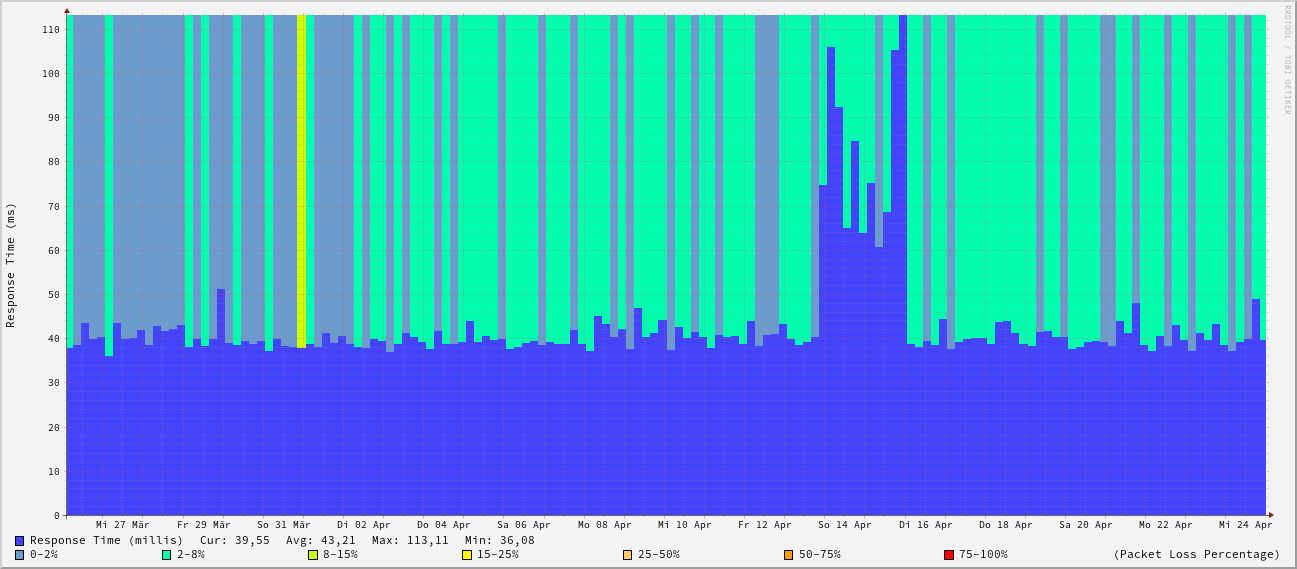 RRDTOOL / TOBI OETIKER
Response Time (ms)
110
100
90
80
70
60
50
40
30
20
10
0
Mi 27 Mär Fr 29 Mär So 31 Mär Di 02 Apr Do 04 Apr Sa 06 Apr Mo 08 Apr Mi 10 Apr Fr 12 Apr So 14 Apr Di 16 Apr Do 18 Apr Sa 20 Apr Mo 22 Apr Mi 24 Apr
Response Time (millis) Cur: 39,55 Avg: 43,21 Max: 113,11 Min: 36,08
0-2% 2-8% 8-15% 15-25% 25-50% 50-75% 75-100% (Packet Loss Percentage)